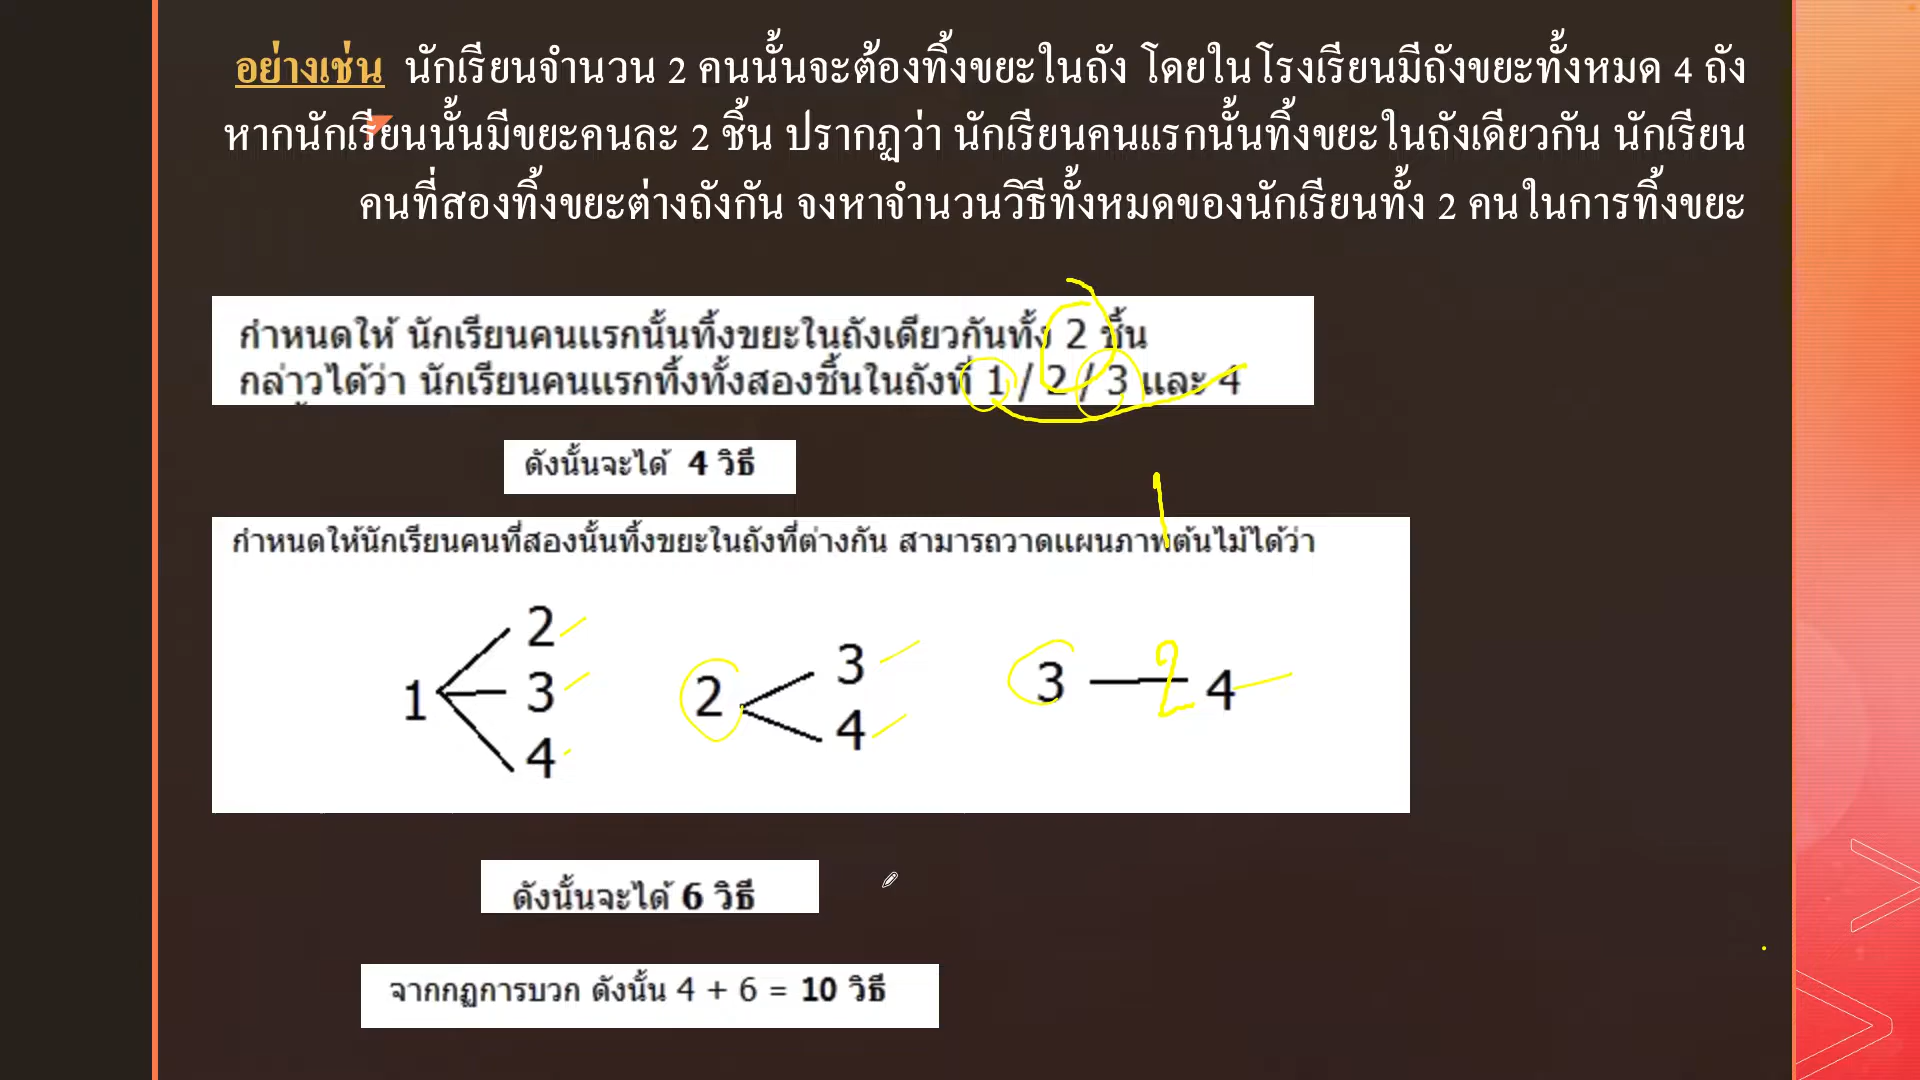 อย่างเช่น นักเรียนจำนวน 2 คนนั้นจะต้องทิ้งขยะในถัง โดยในโรงเรียนมีถังขยะทั้งหมด 4 ถัง
หากนักเรียนนั้นมีขยะคนละ 2 ชิ้น ปรากฏว่า นักเรียนคนแรกนั้นทิ้งขยะในถังเดียวกัน นักเรียน
คนที่สองทิ้งขยะต่างถังกัน จงหาจำนวนวิธีทั้งหมดของนักเรียนทั้ง 2 คนในการทิ้งขยะ
กำหนดให้ นักเรียนคนแรกนั้นทิ้งขยะในถังเดียวกันทั้ง 2 ชิ้น
กล่าวได้ว่า นักเรียนคนแรกทิ้งทั้งสองชิ้นในถังที่ 1 / 2 / 3 และ 4
ดังนั้นจะได้ 4 วิธี
1
กำหนดให้นักเรียนคนที่สองนั้นทิ้งขยะในถังที่ต่างกัน สามารถวาดแผนภาพต้นไม้ได้ว่า
2
3
1 3 2 3 2 4
4
4
ดังนั้นจะได้ 6 วิธี
จากกฏการบวก ดังนั้น 4 + 6 = 10 วิธี